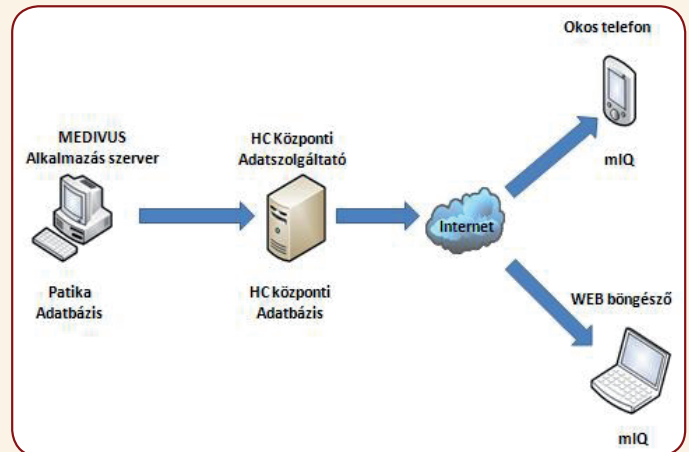 MEDIVUS
Alkalmazás szerver
Patika
Adatbázis
HC Központi
Adatszolgáltató
HC központi
Adatbázis
Internet
Okos telefon
mIQ
WEB böngésző
mIQ